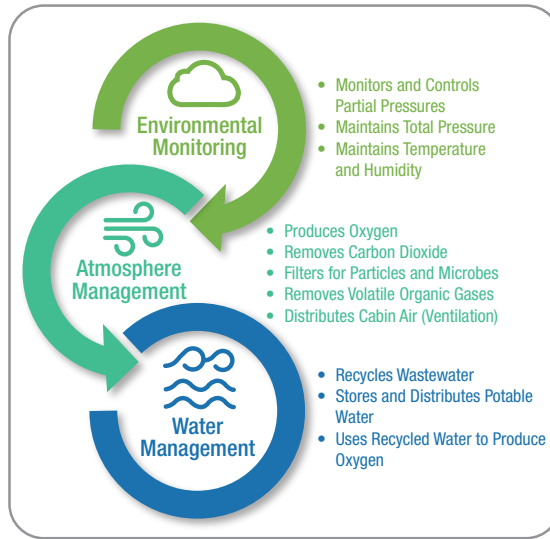 Environmental
Monitoring
• Monitors and Controls
Partial Pressures
• Maintains Total Pressure
• Maintains Temperature
and Humidity
Atmosphere
Management
• Produces Oxygen
• Removes Carbon Dioxide
• Filters for Particles and Microbes
• Removes Volatile Organic Gases
• Distributes Cabin Air (Ventilation)
Water
Management
• Recycles Wastewater
• Stores and Distributes Potable
Water
• Uses Recycled Water to Produce
Oxygen